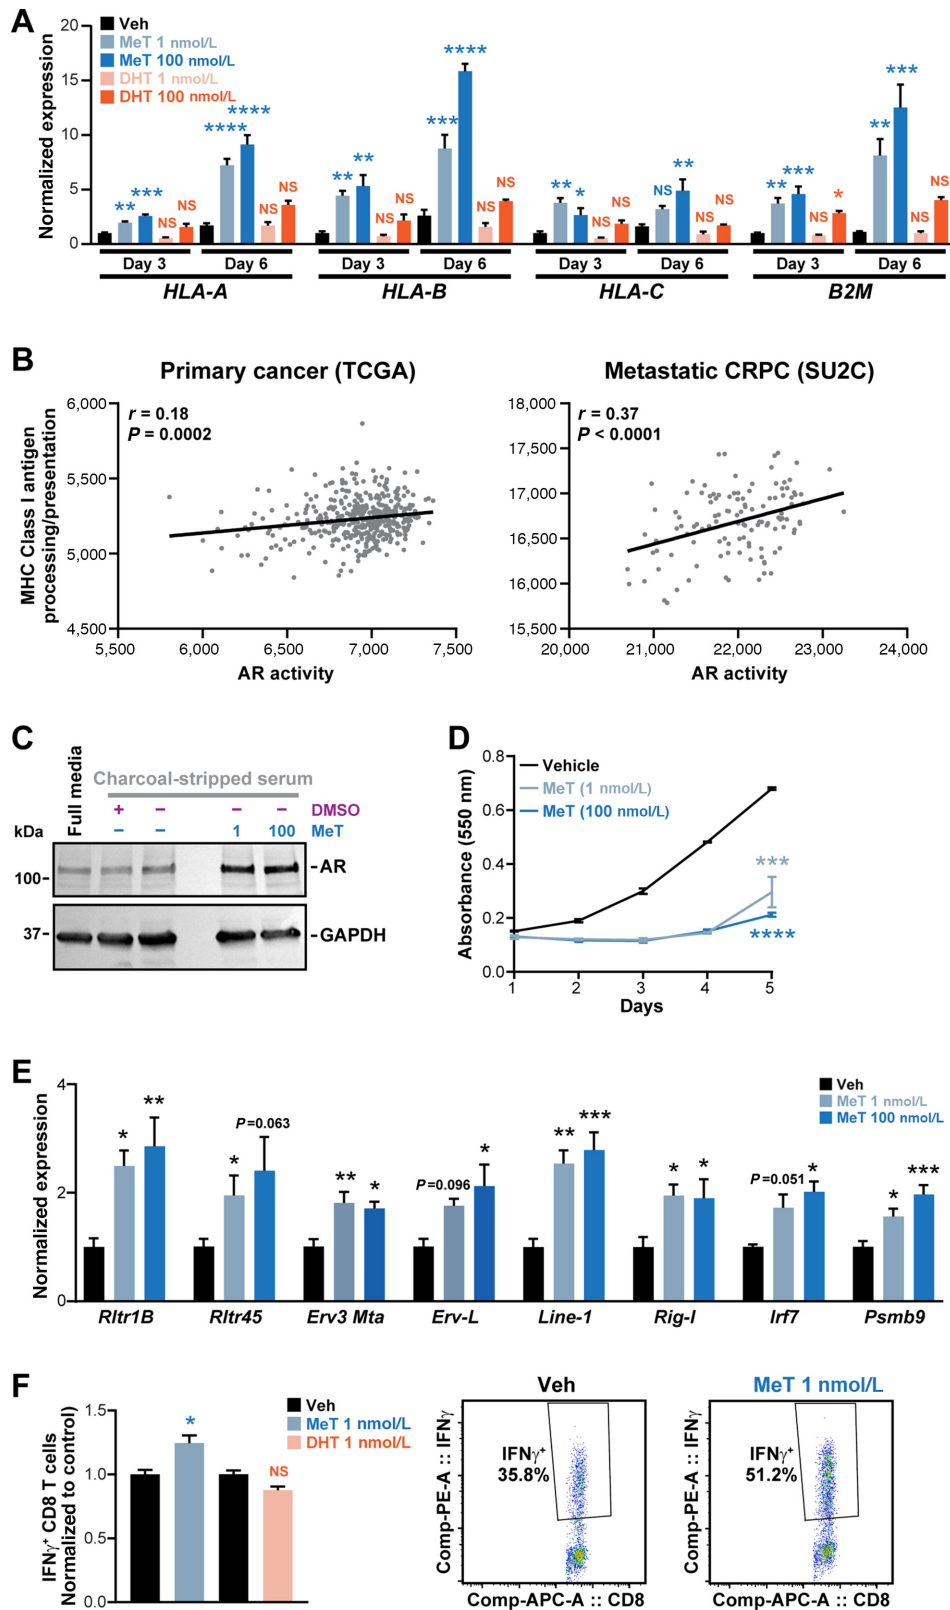 A
Normalized expression
20
15
10
5
0
Veh
MeT 1 nmol/L
MeT 100 nmol/L
DHT 1 nmol/L
DHT 100 nmol/L
** *** NS NS **** **** NS NS
** ** NS NS *** **** NS NS
** * NS NS NS ** NS NS
** *** NS * ** *** NS NS
Day 3 Day 6 Day 3 Day 6 Day 3 Day 6 Day 3 Day 6
HLA-A HLA-B HLA-C B2M
B
Primary cancer (TCGA)
MHC Class I antigen
processing/presentation
r = 0.18
P = 0.0002
6,000
5,500
5,000
4,500
5,500 6,000 6,500 7,000 7,500
AR activity
Metastatic CRPC (SU2C)
r = 0.37
P < 0.0001
18,000
17,500
17,000
16,500
16,000
15,500
20,000 21,000 22,000 23,000 24,000
AR activity
C
Full media
Charcoal-stripped serum
+ − − − DMSO
− − 1 100 MeT
kDa
100-
-AR
37-
-GAPDH
D
Absorbance (550 nm)
0.8
0.6
0.4
0.2
0.0
Vehicle
MeT (1 nmol/L)
MeT (100 nmol/L)
***
****
1 2 3 4 5
Days
E
Normalized expression
4
2
0
Veh
MeT 1 nmol/L
MeT 100 nmol/L
* **
* P=0.063
** *
P=0.096 *
** ***
* *
P=0.051 *
* ***
Rltr1B Rltr45 Erv3 Mta Erv-L Line-1 Rig-I Irf7 Psmb9
F
IFNγ+ CD8 T cells
Normalized to control)
1.5
1.0
0.5
0.0
Veh
MeT 1 nmol/L
DHT 1 nmol/L
*
NS
Veh
Comp-PE-A :: IFNγ
IFNγ+
35.8%
Comp-APC-A :: CD8
MeT 1 nmol/L
Comp-PE-A :: IFNγ
IFNγ+
51.2%
Comp-APC-A :: CD8